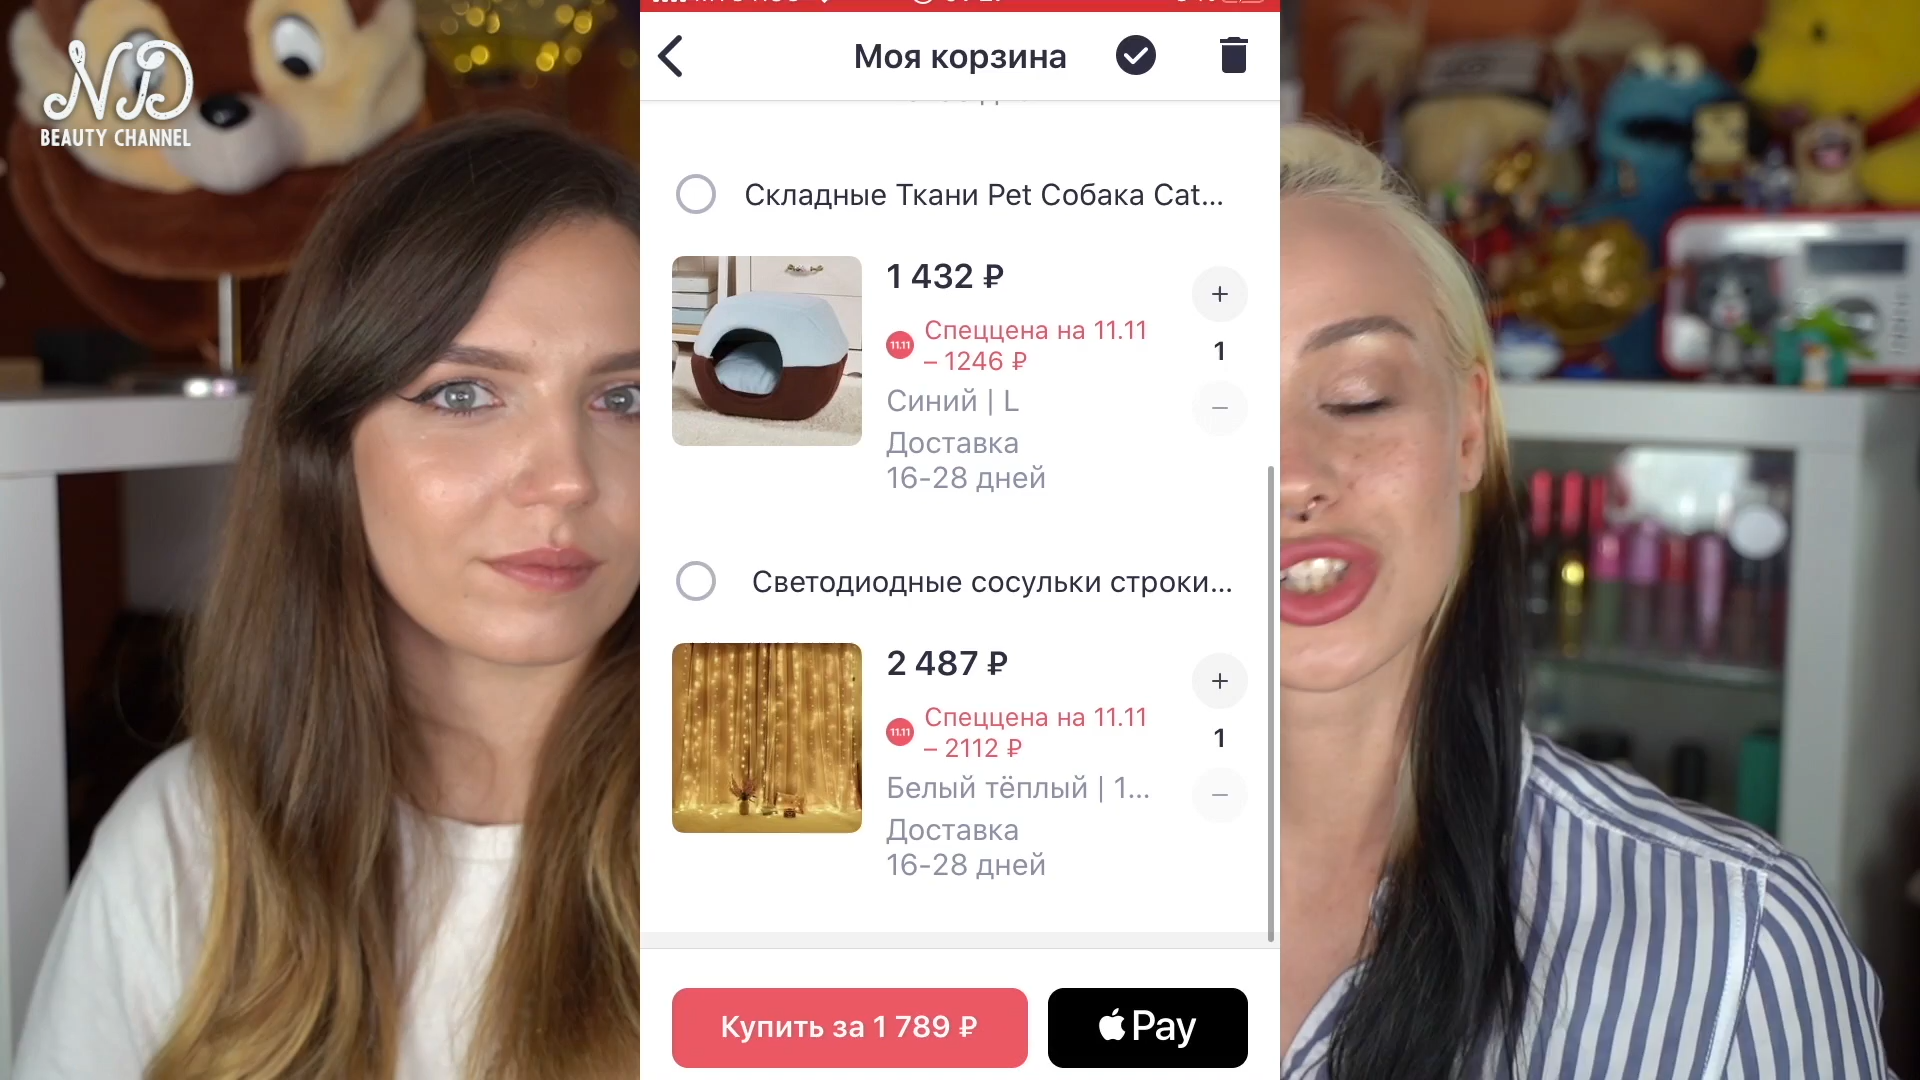 ND
BEAUTY CHANNEL
Моя корзина
Складные Ткани Pet Собака Cat...
1 432 ₽
11.11
Спеццена на 11.11
– 1246 ₽
Синий | L
Доставка
16-28 дней
+
1
−
Светодиодные сосульки строки...
2 487 ₽
11.11
Спеццена на 11.11
– 2112 ₽
Белый тёплый | 1...
Доставка
16-28 дней
+
1
−
Купить за 1 789 ₽
Pay